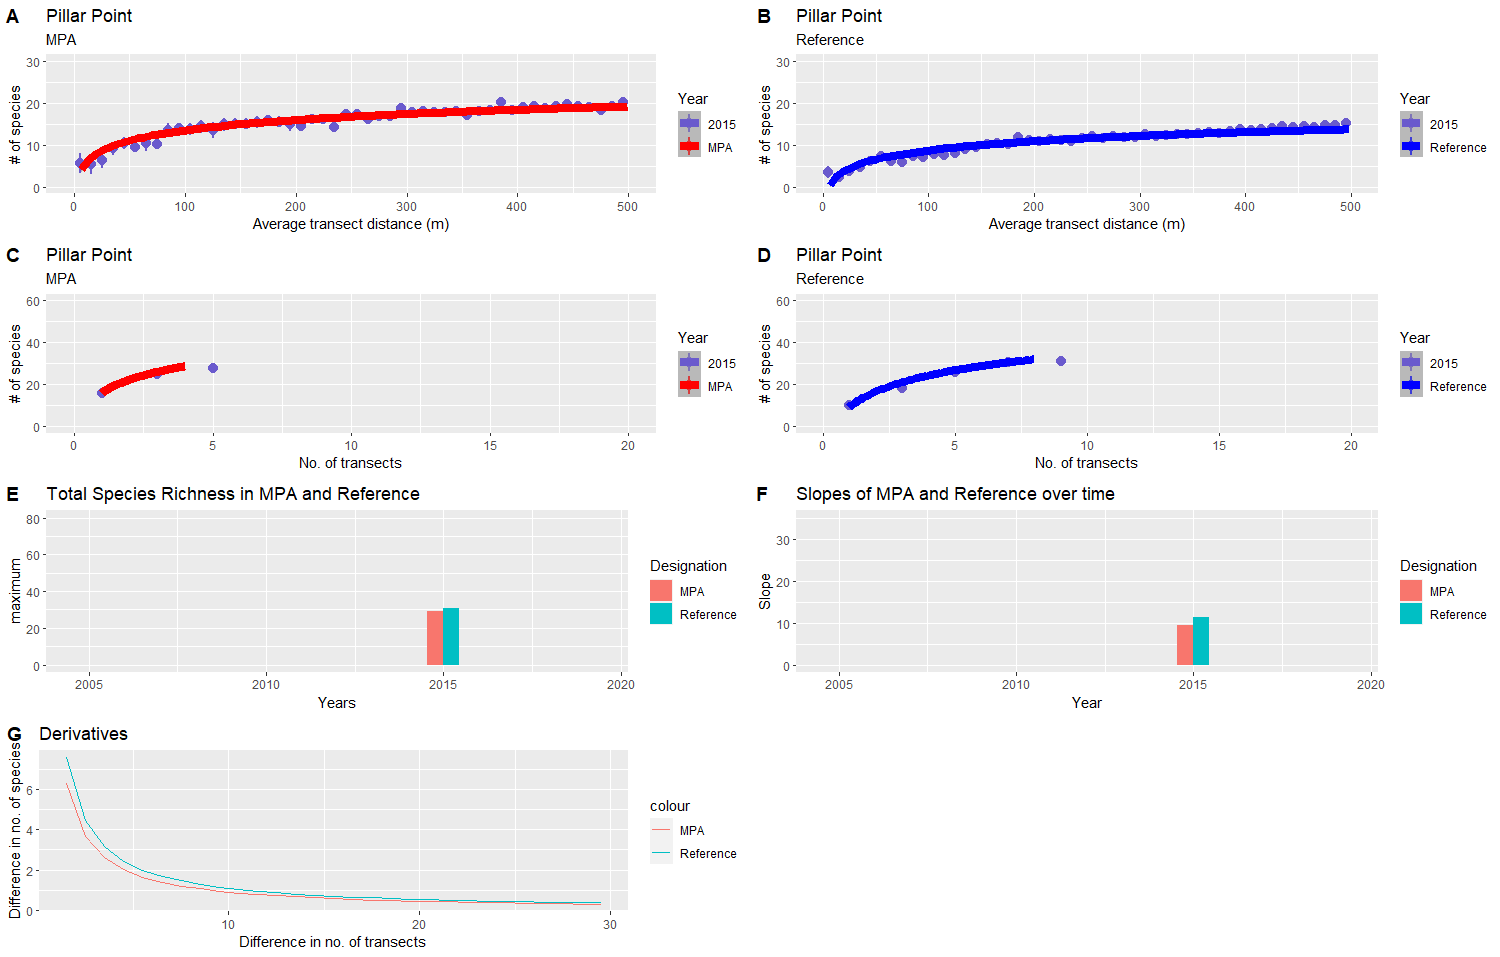 A Pillar Point
MPA
# of species
30
20
10
0
0 100 200 300 400 500
Average transect distance (m)
Year
2015
MPA
B Pillar Point
Reference
# of species
30
20
10
0
0 100 200 300 400 500
Average transect distance (m)
Year
2015
Reference
C Pillar Point
MPA
# of species
60
40
20
0
0 5 10 15 20
No. of transects
Year
2015
MPA
D Pillar Point
Reference
# of species
60
40
20
0
0 5 10 15 20
No. of transects
Year
2015
Reference
E Total Species Richness in MPA and Reference
maximum
80
60
40
20
0
2005 2010 2015 2020
Years
Designation
MPA
Reference
F Slopes of MPA and Reference over time
Slope
30
20
10
0
2005 2010 2015 2020
Year
Designation
MPA
Reference
G Derivatives
Difference in no. of species
6
4
2
0
10 20 30
Difference in no. of transects
colour
MPA
Reference